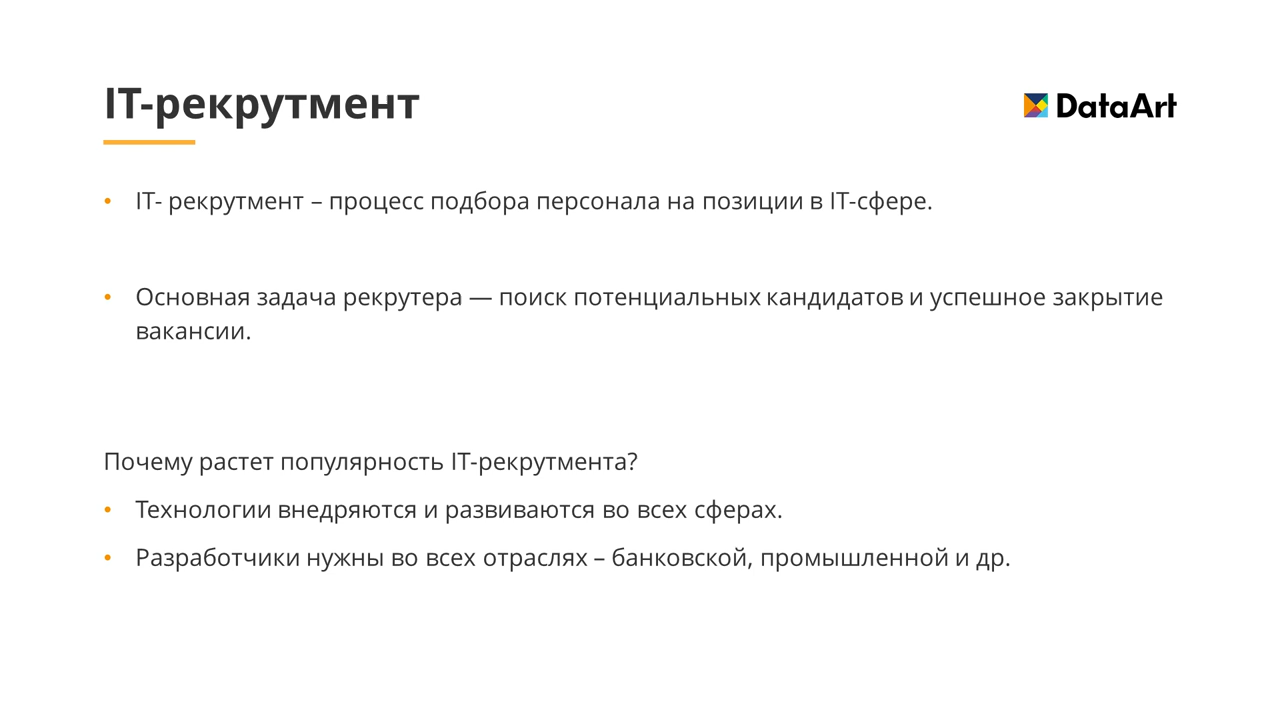 IT-рекрутмент
DataArt
• IT- рекрутмент – процесс подбора персонала на позиции в IT-сфере.
• Основная задача рекрутера — поиск потенциальных кандидатов и успешное закрытие
вакансии.
Почему растет популярность IT-рекрутмента?
• Технологии внедряются и развиваются во всех сферах.
• Разработчики нужны во всех отраслях – банковской, промышленной и др.